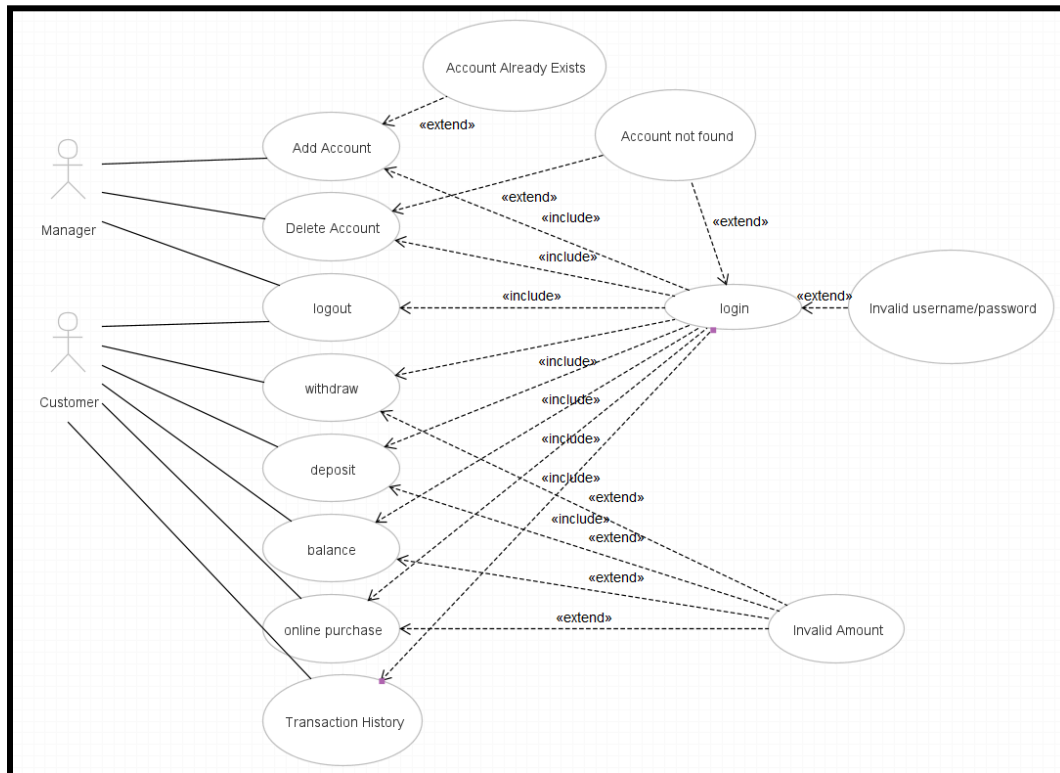 Account Already Exists
«extend»
Account not found
Add Account
Manager
«extend»
«include»
«extend»
Delete Account
«include»
«include»
«extend»
logout
login
Invalid username/password
Customer
withdraw
«include»
«include»
deposit
«include»
«include»
«extend»
«include»
«extend»
balance
«extend»
«extend»
online purchase
Invalid Amount
Transaction History